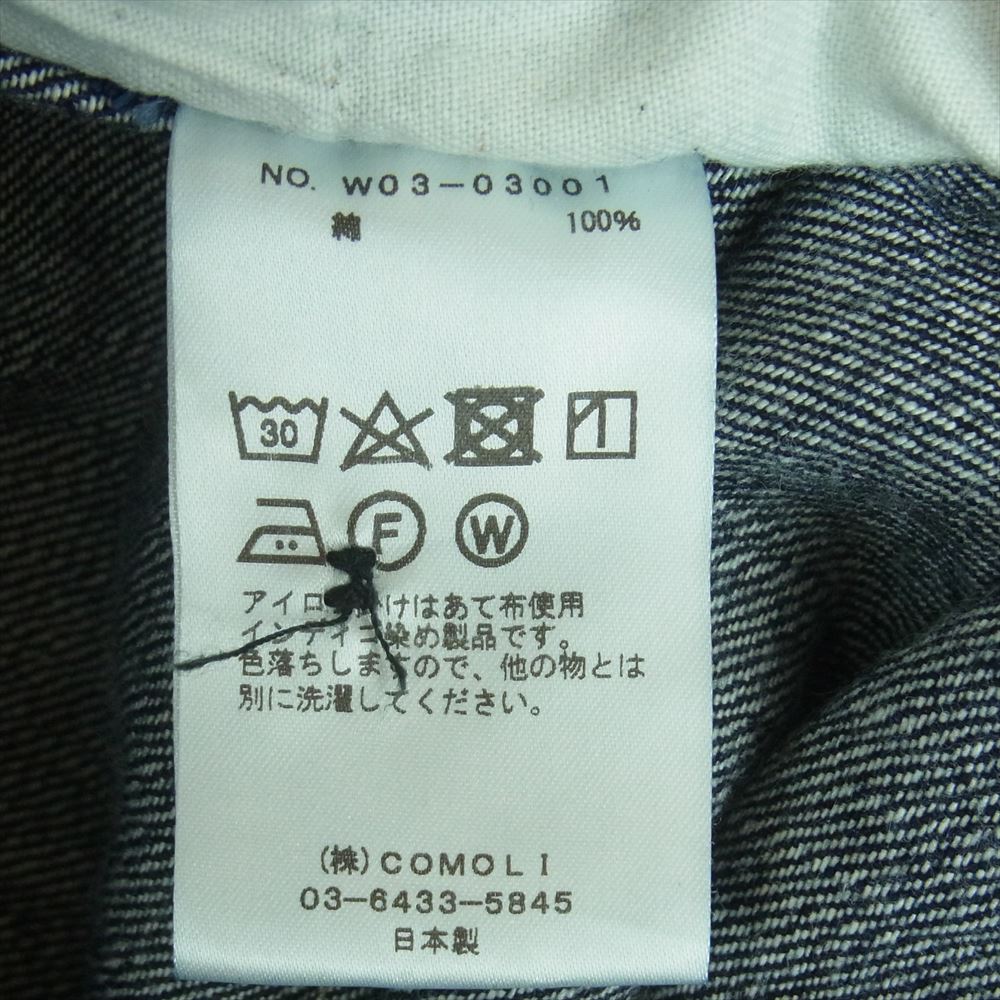 NO. W03-03001
綿 100%
30
F W
アイロン掛けはあて布使用
インディゴ染め製品です。
色落ちしますので、他の物とは
別に洗濯してください。
(株)COMOLI
03-6433-5845
日本製